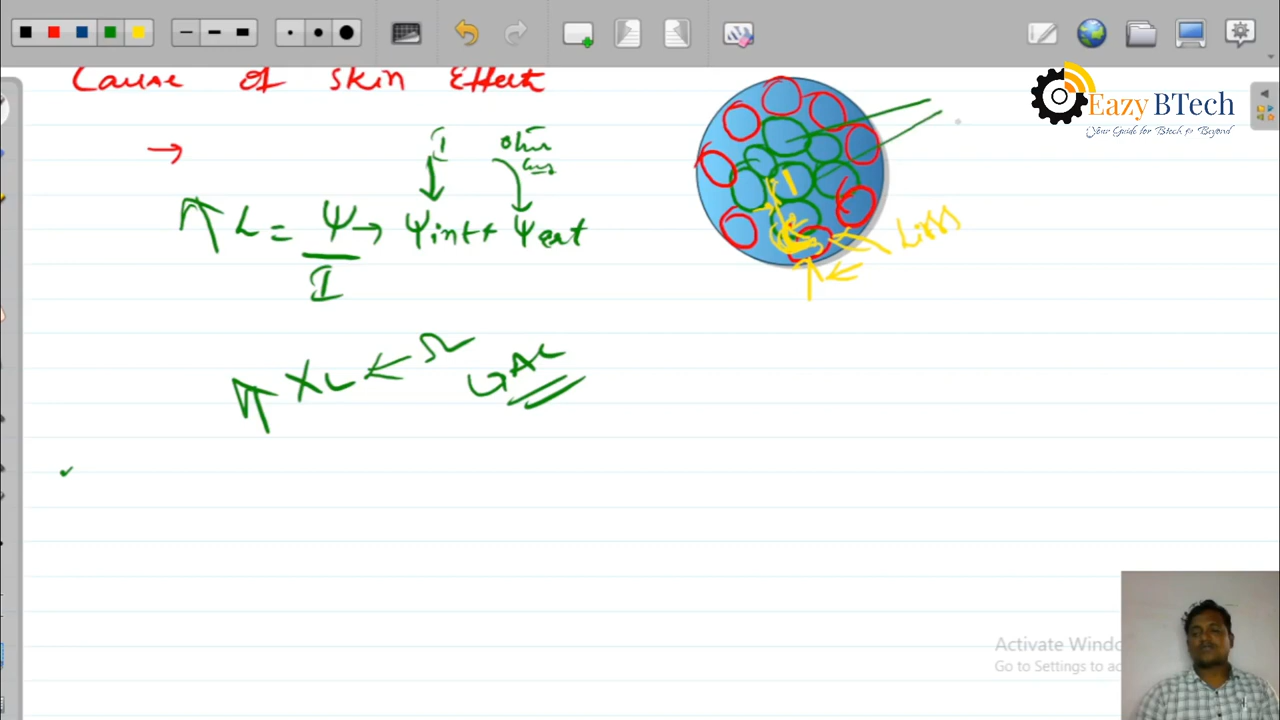 Cause of Skin Effect
Eazy BTech
Your Guide for Btech & Beyond
→
I other
↑ L = Ψ → Ψint + Ψext
I
Loss
↑ XL ← Ω
↳ AC
Activate Windo
Go to Settings to ac